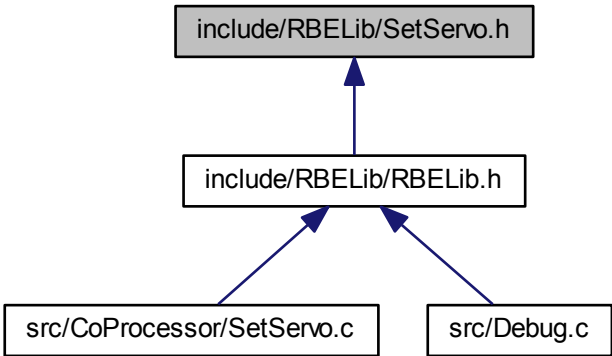 include/RBELib/SetServo.h
include/RBELib/RBELib.h
src/CoProcessor/SetServo.c
src/Debug.c